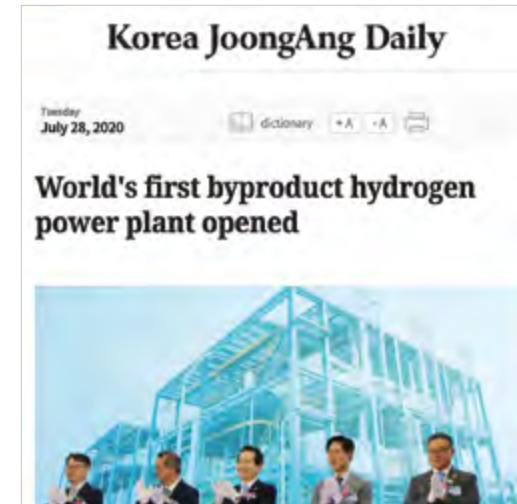 Korea JoongAng Daily
Tuesday
July 28, 2020
dictionary +A -A
World's first byproduct hydrogen
power plant opened